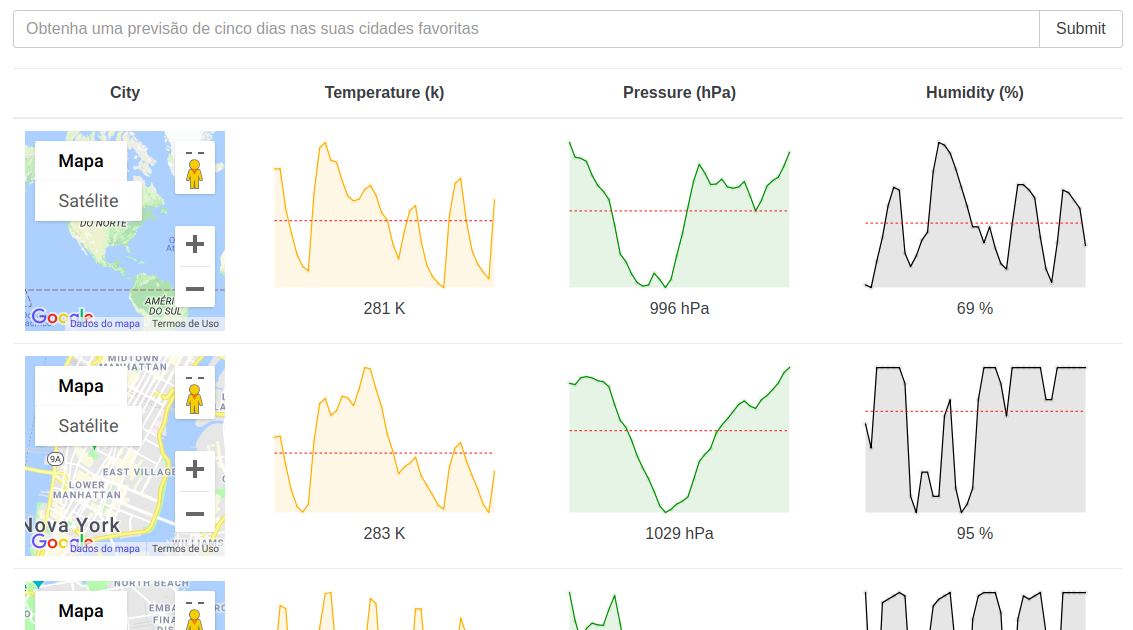 Obtenha uma previsão de cinco dias nas suas cidades favoritas
Submit
City
Temperature (k)
Pressure (hPa)
Humidity (%)
Mapa
Satélite
DO NORTE
AMÉRI
DO SUL
Google
Dados do mapa
Termos de Uso
281 K
996 hPa
69 %
MIDTOWN
MANHATTAN
Mapa
Satélite
9A
EAST VILLAGE
LOWER
MANHATTAN
Nova York
WILLIAMS
Google
Dados do mapa
Termos de Uso
283 K
1029 hPa
95 %
NORTH BEACH
Mapa
EMBA
FINA
DIS